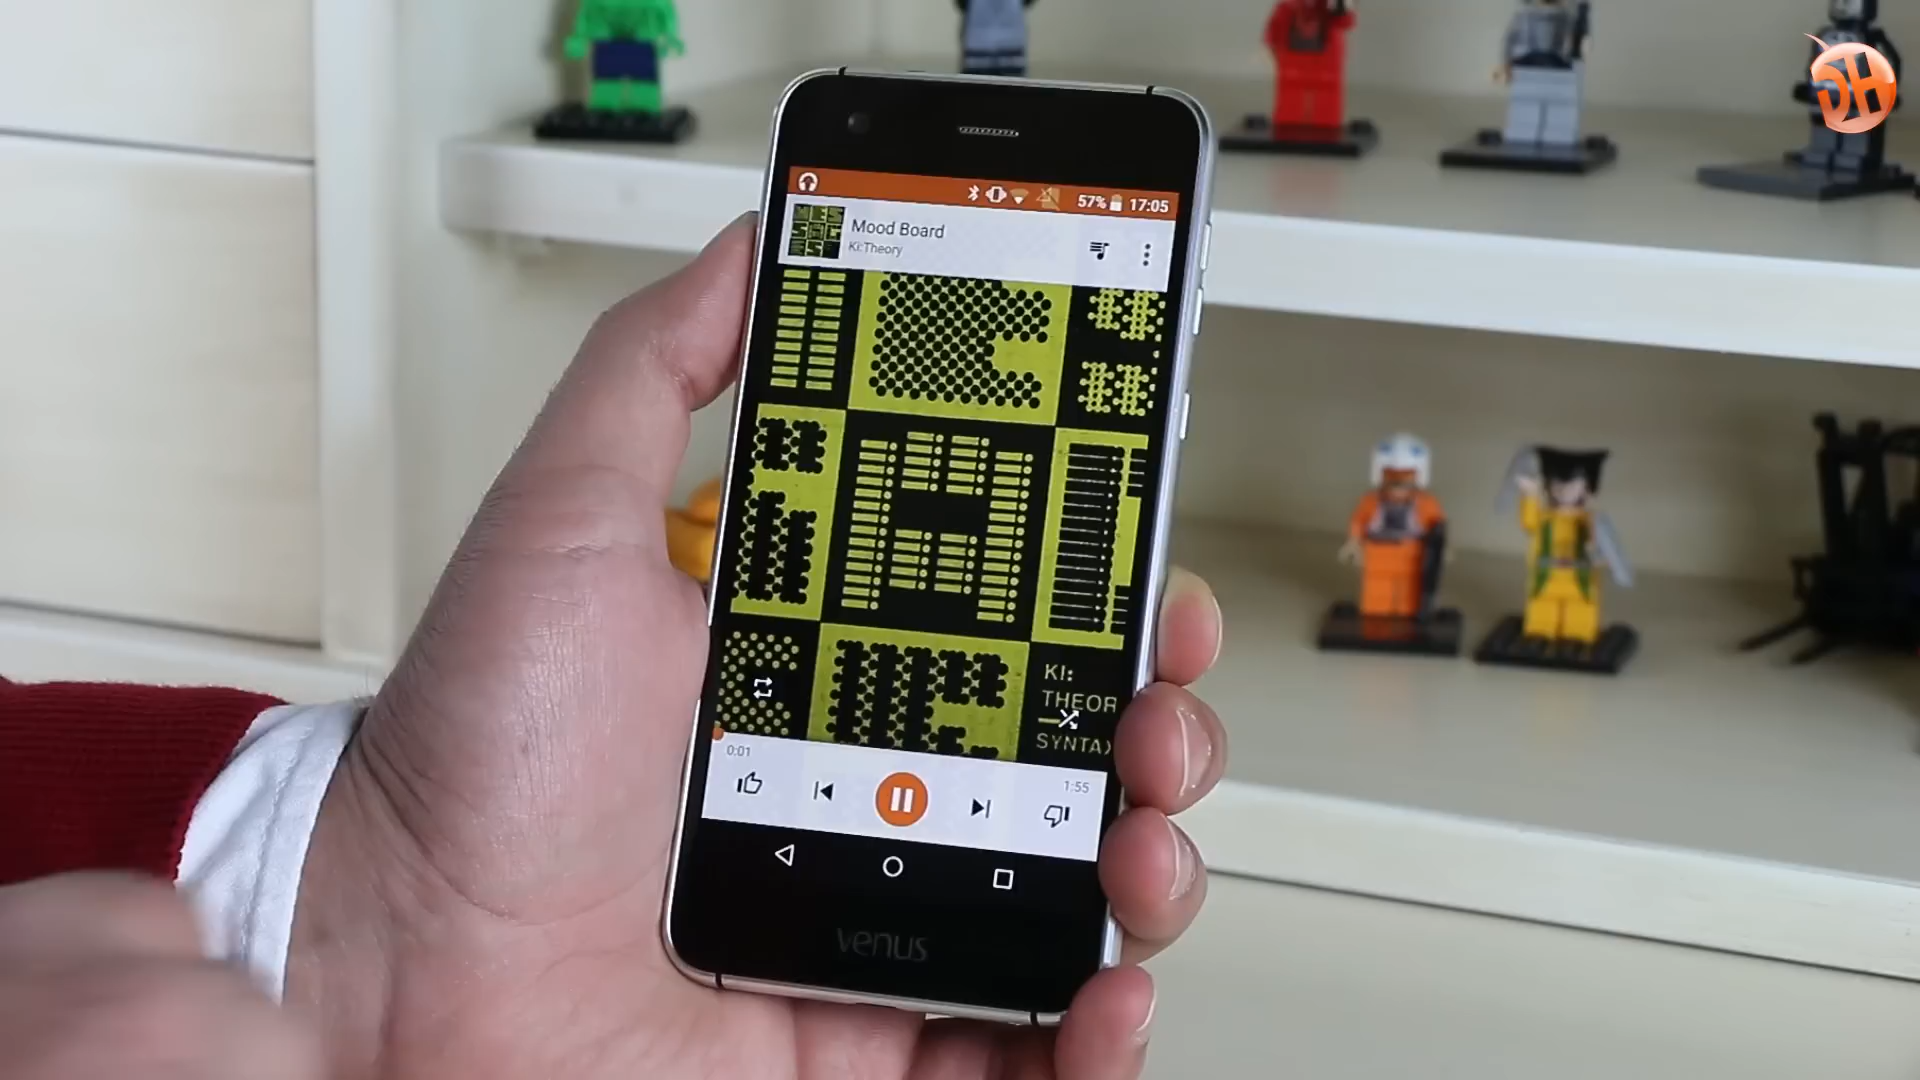 57% 17:05
Mood Board
Ki:Theory
KI:
THEOR
SYNTAX
0:01
1:55
venus